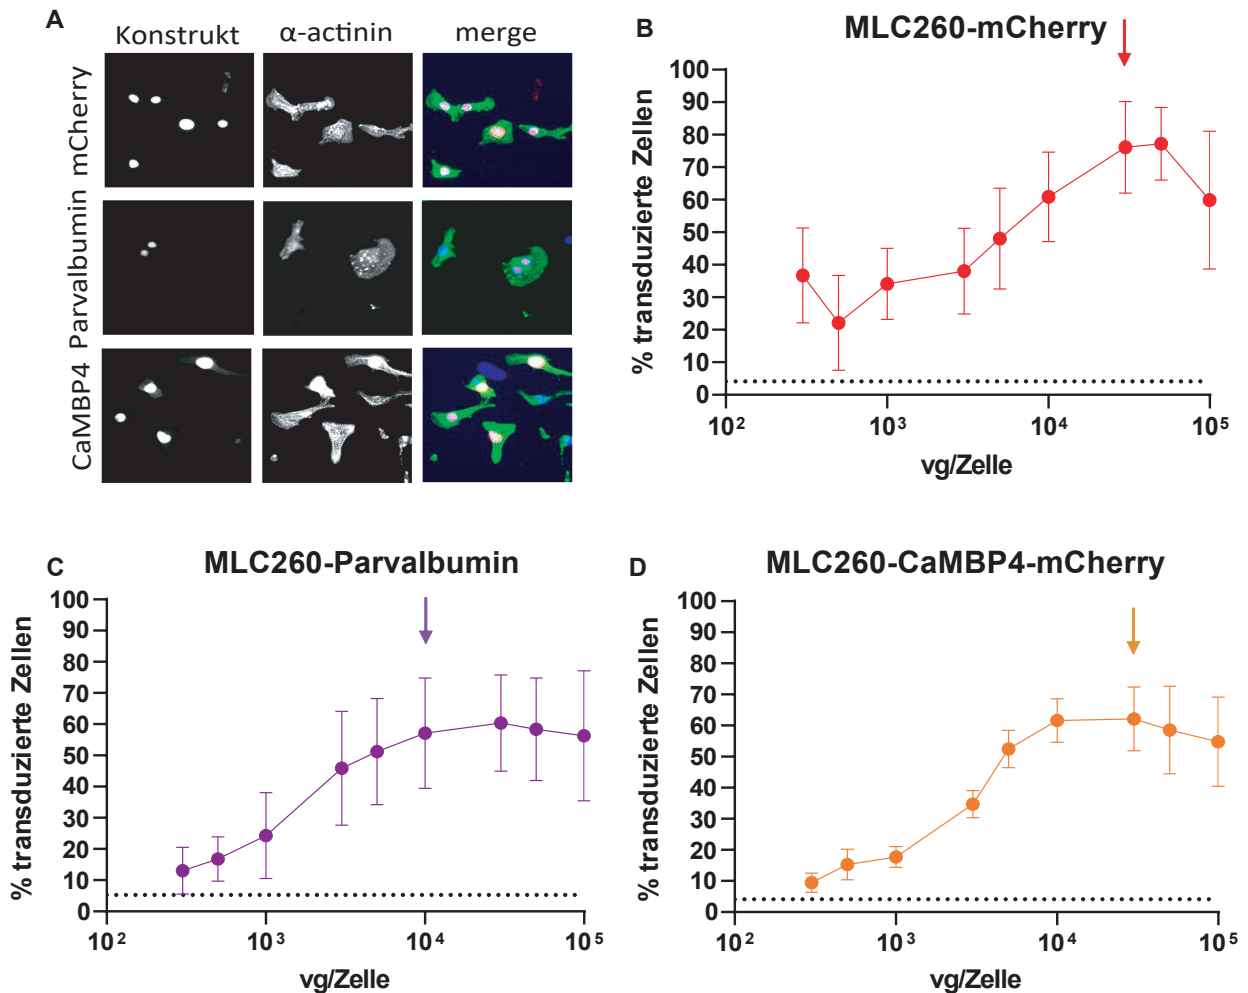 A
Konstrukt
α-actinin
merge
mCherry
Parvalbumin
CaMBP4
B
MLC260-mCherry
% transduzierte Zellen
100
90
80
70
60
50
40
30
20
10
0
10²
10³
10⁴
10⁵
vg/Zelle
C
MLC260-Parvalbumin
% transduzierte Zellen
100
90
80
70
60
50
40
30
20
10
0
10²
10³
10⁴
10⁵
vg/Zelle
D
MLC260-CaMBP4-mCherry
% transduzierte Zellen
100
90
80
70
60
50
40
30
20
10
0
10²
10³
10⁴
10⁵
vg/Zelle